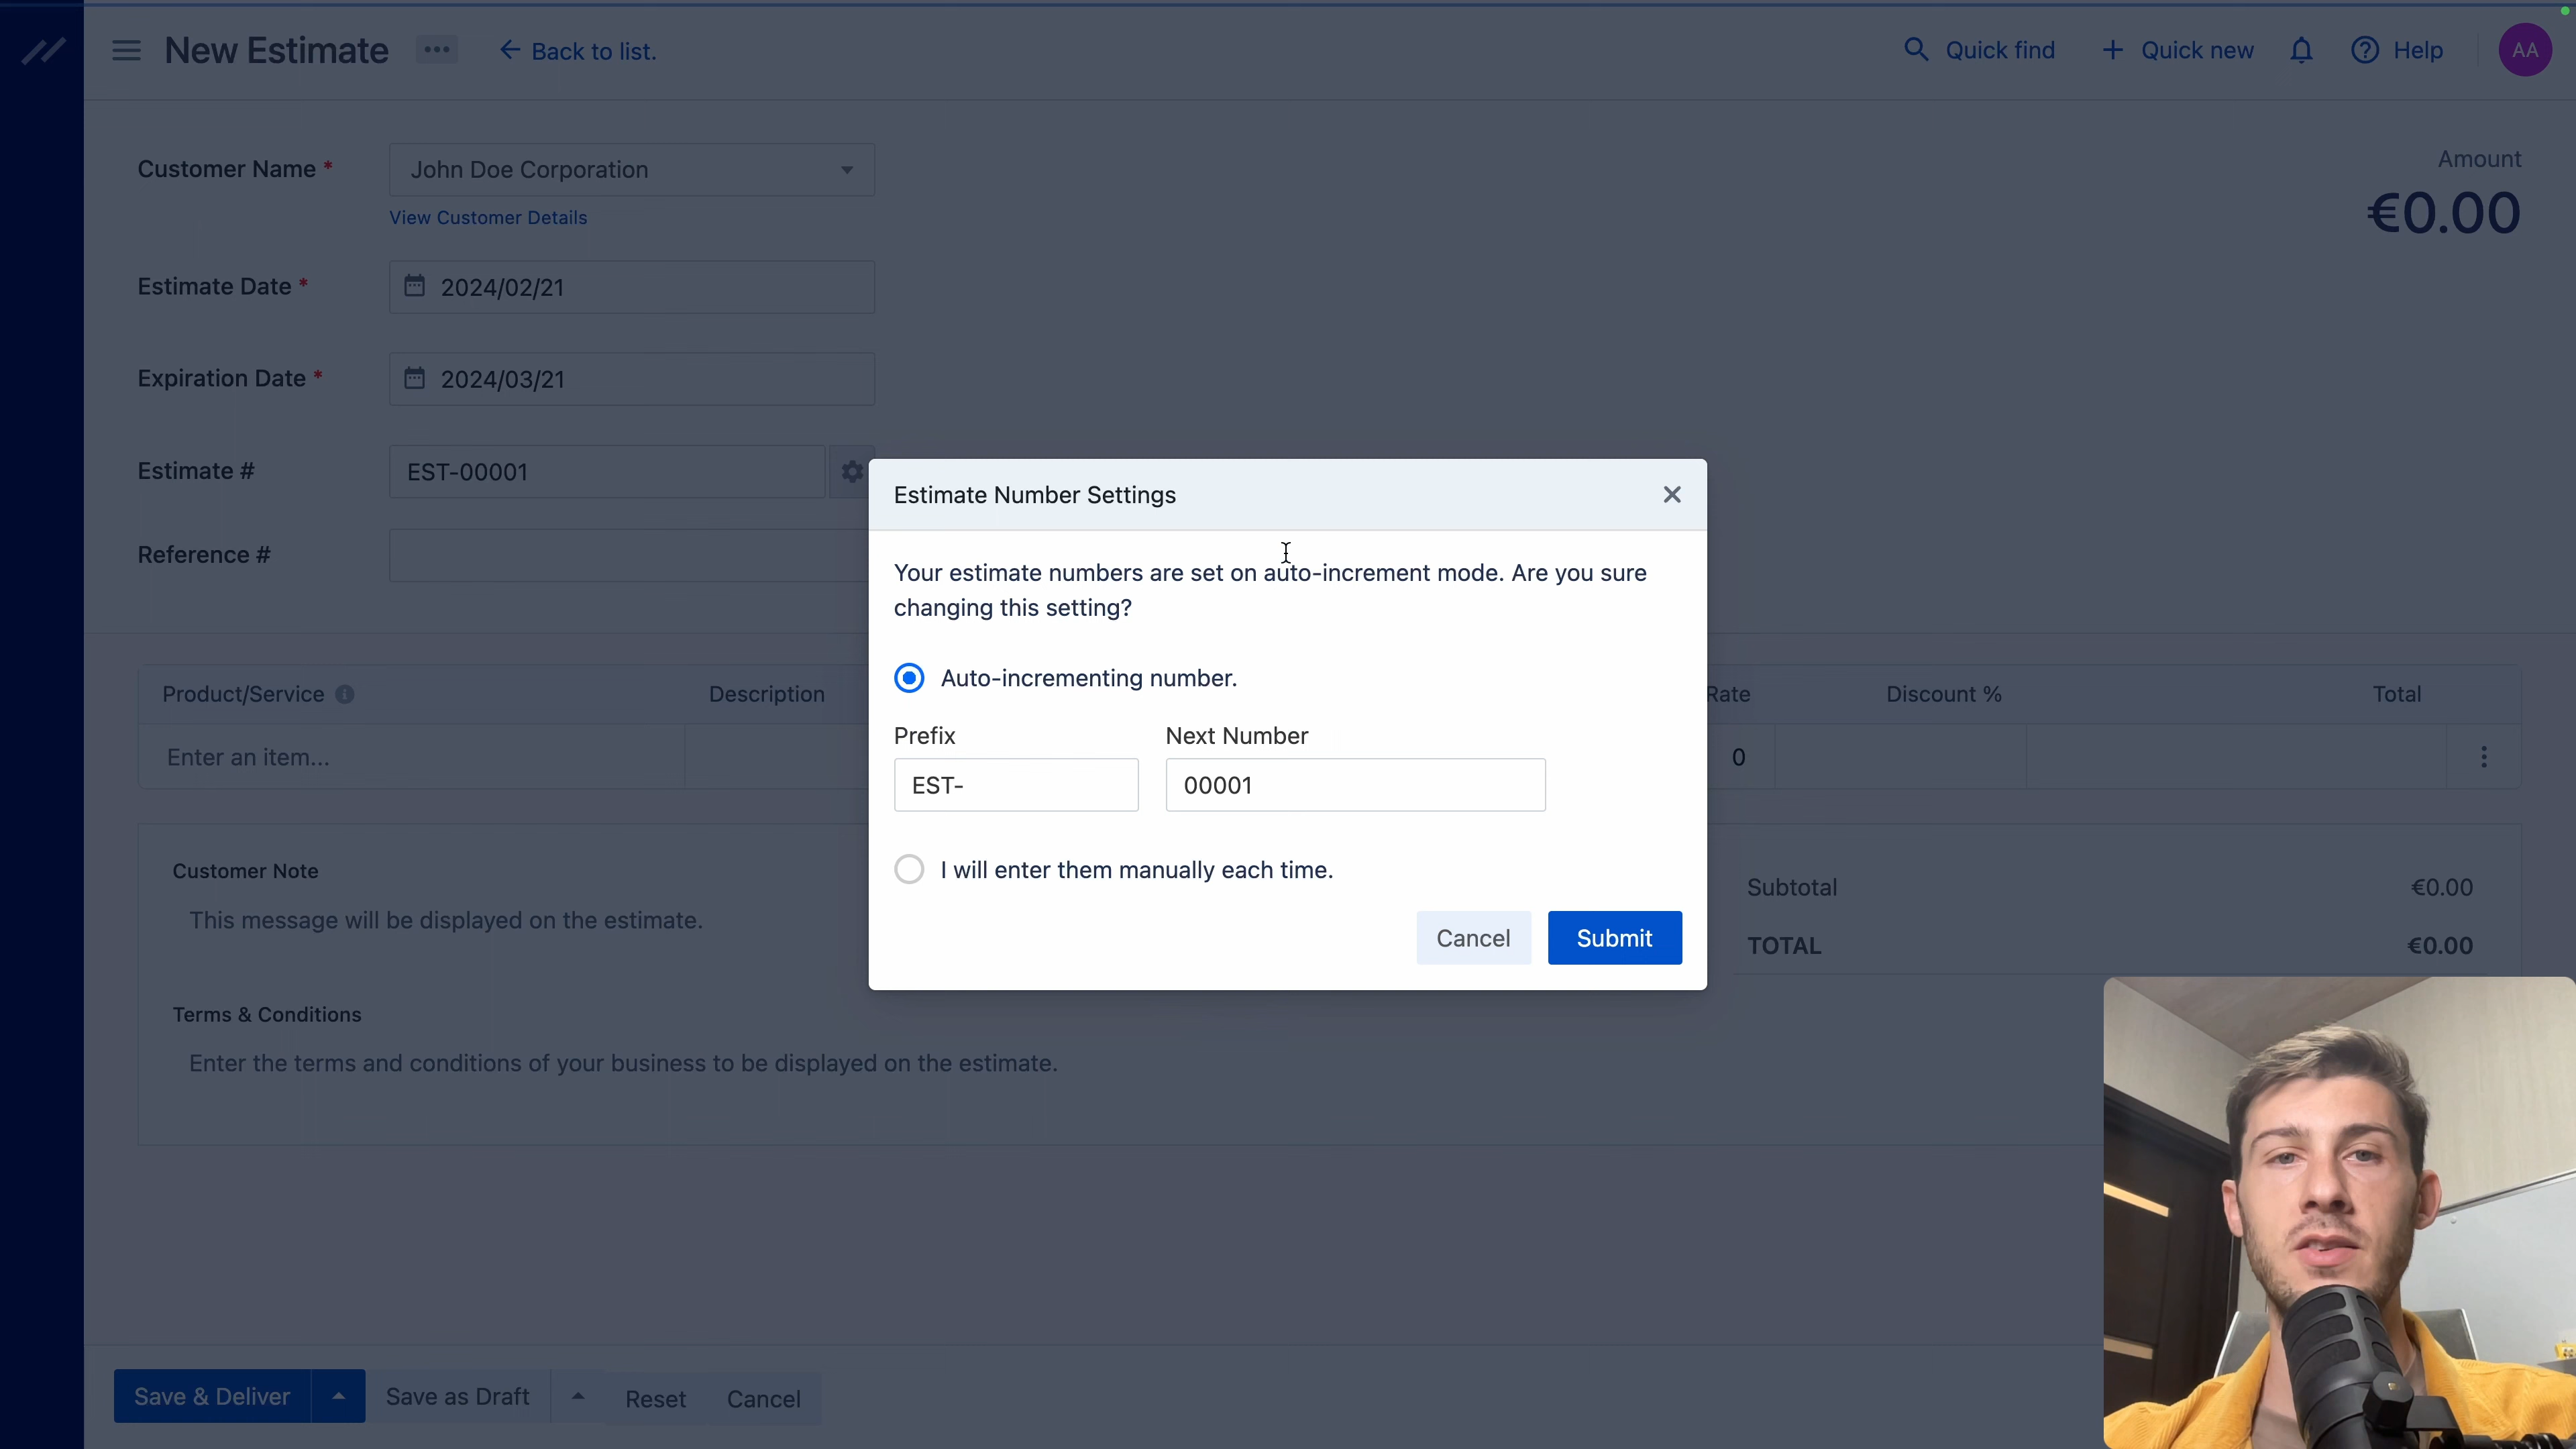 New Estimate
Back to list.
Quick find
Quick new
Help
AA
Customer Name *
John Doe Corporation
View Customer Details
Amount
€0.00
Estimate Date *
2024/02/21
Expiration Date *
2024/03/21
Estimate #
EST-00001
Reference #
Estimate Number Settings
Your estimate numbers are set on auto-increment mode. Are you sure
changing this setting?
Auto-incrementing number.
Prefix
Next Number
EST-
00001
I will enter them manually each time.
Cancel
Submit
Product/Service
Description
Rate
Discount %
Total
Enter an item...
0
Customer Note
This message will be displayed on the estimate.
Subtotal
€0.00
TOTAL
€0.00
Terms & Conditions
Enter the terms and conditions of your business to be displayed on the estimate.
Save & Deliver
Save as Draft
Reset
Cancel